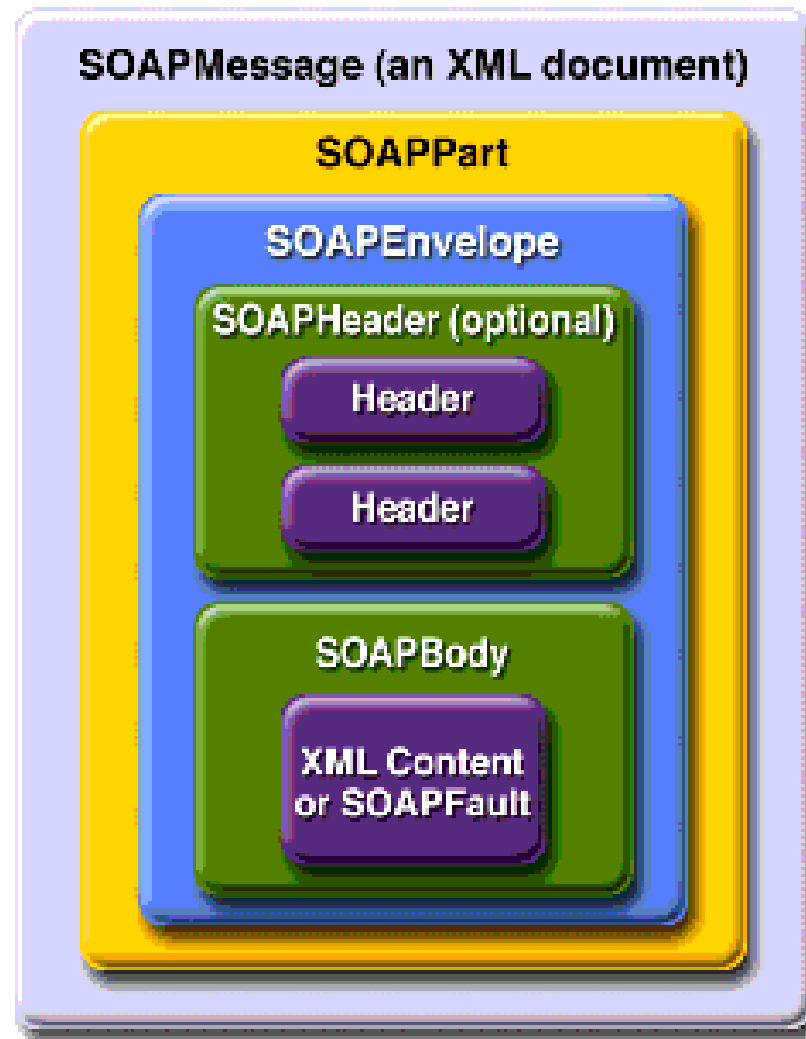 SOAPMessage (an XML document)
SOAPPart
SOAPEnvelope
SOAPHeader (optional)
Header
Header
SOAPBody
XML Content
or SOAPFault